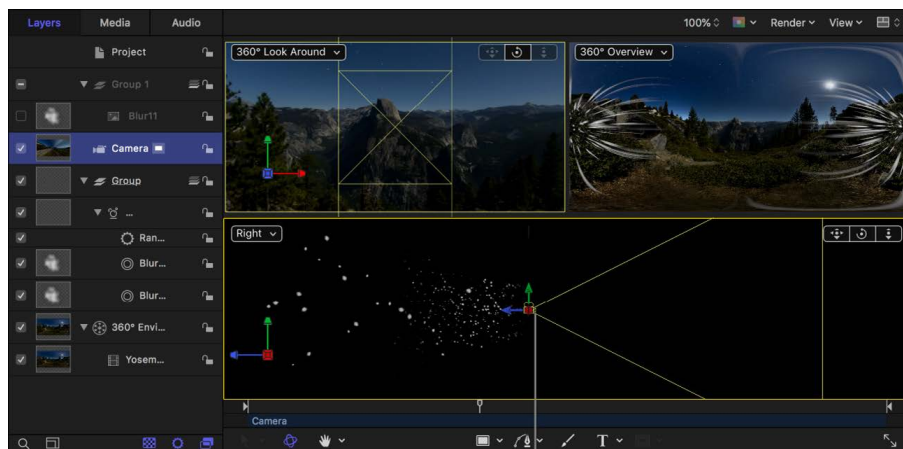 Layers Media Audio 100% Render View
Project
360° Look Around 360° Overview
Group 1
Blur11
Camera
Group
...
Right
Ran...
Blur...
Blur...
360° Envi...
Yosem...
Camera
T